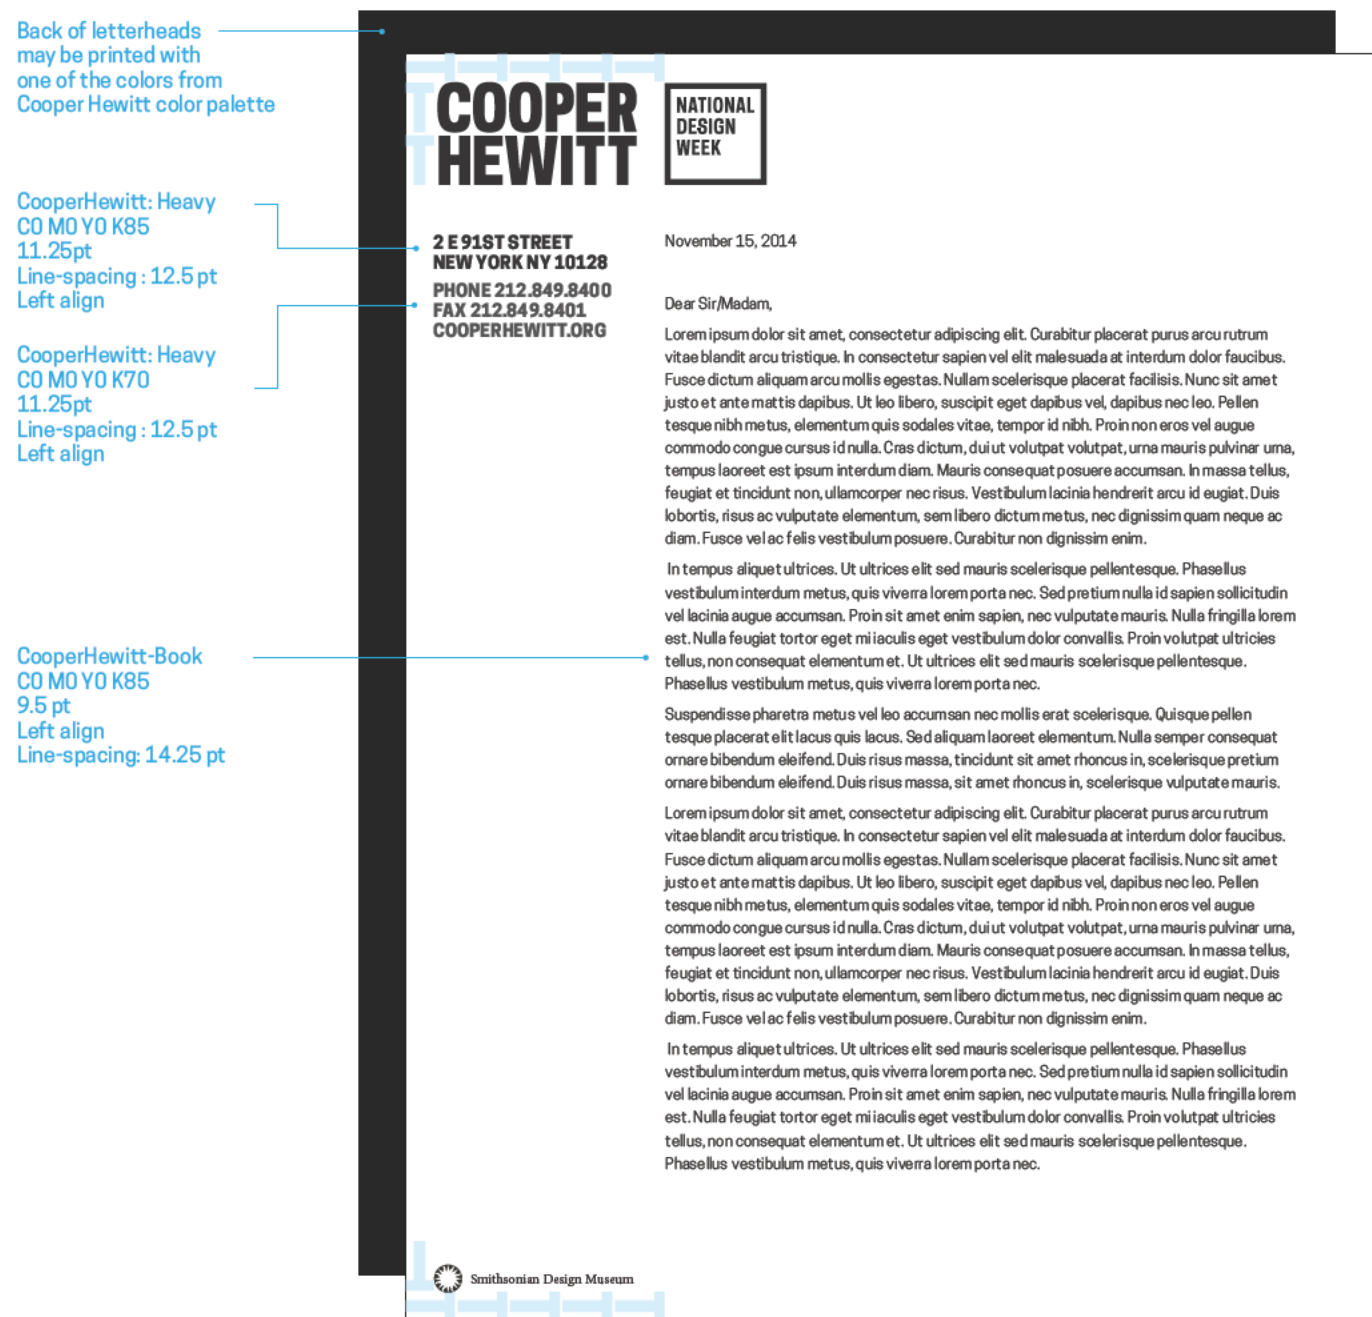 Back of letterheads
may be printed with
one of the colors from
Cooper Hewitt color palette
CooperHewitt: Heavy
C0 M0 Y0 K85
11.25pt
Line-spacing : 12.5 pt
Left align
CooperHewitt: Heavy
C0 M0 Y0 K70
11.25pt
Line-spacing : 12.5 pt
Left align
CooperHewitt-Book
C0 M0 Y0 K85
9.5 pt
Left align
Line-spacing: 14.25 pt
COOPER
HEWITT
NATIONAL
DESIGN
WEEK
2 E 91ST STREET
NEW YORK NY 10128
PHONE 212.849.8400
FAX 212.849.8401
COOPERHEWITT.ORG
November 15, 2014
Dear Sir/Madam,
Lorem ipsum dolor sit amet, consectetur adipiscing elit. Curabitur placerat purus arcu rutrum
vitae blandit arcu tristique. In consectetur sapien vel elit malesuada at interdum dolor faucibus.
Fusce dictum aliquam arcu mollis egestas. Nullam scelerisque placerat facilisis. Nunc sit amet
justo et ante mattis dapibus. Ut leo libero, suscipit eget dapibus vel, dapibus nec leo. Pellen
tesque nibh metus, elementum quis sodales vitae, tempor id nibh. Proin non eros vel augue
commodo congue cursus id nulla. Cras dictum, dui ut volutpat volutpat, urna mauris pulvinar urna,
tempus laoreet est ipsum interdum diam. Mauris consequat posuere accumsan. In massa tellus,
feugiat et tincidunt non, ullamcorper nec risus. Vestibulum lacinia hendrerit arcu id eugiat. Duis
lobortis, risus ac vulputate elementum, sem libero dictum metus, nec dignissim quam neque ac
diam. Fusce vel ac felis vestibulum posuere. Curabitur non dignissim enim.
In tempus aliquet ultrices. Ut ultrices elit sed mauris scelerisque pellentesque. Phasellus
vestibulum interdum metus, quis viverra lorem porta nec. Sed pretium nulla id sapien sollicitudin
vel lacinia augue accumsan. Proin sit amet enim sapien, nec vulputate mauris. Nulla fringilla lorem
est. Nulla feugiat tortor eget mi iaculis eget vestibulum dolor convallis. Proin volutpat ultricies
tellus, non consequat elementum et. Ut ultrices elit sed mauris scelerisque pellentesque.
Phasellus vestibulum metus, quis viverra lorem porta nec.
Suspendisse pharetra metus vel leo accumsan nec mollis erat scelerisque. Quisque pellen
tesque placerat elit lacus quis lacus. Sed aliquam laoreet elementum. Nulla semper consequat
ornare bibendum eleifend. Duis risus massa, tincidunt sit amet rhoncus in, scelerisque pretium
ornare bibendum eleifend. Duis risus massa, sit amet rhoncus in, scelerisque vulputate mauris.
Lorem ipsum dolor sit amet, consectetur adipiscing elit. Curabitur placerat purus arcu rutrum
vitae blandit arcu tristique. In consectetur sapien vel elit malesuada at interdum dolor faucibus.
Fusce dictum aliquam arcu mollis egestas. Nullam scelerisque placerat facilisis. Nunc sit amet
justo et ante mattis dapibus. Ut leo libero, suscipit eget dapibus vel, dapibus nec leo. Pellen
tesque nibh metus, elementum quis sodales vitae, tempor id nibh. Proin non eros vel augue
commodo congue cursus id nulla. Cras dictum, dui ut volutpat volutpat, urna mauris pulvinar urna,
tempus laoreet est ipsum interdum diam. Mauris consequat posuere accumsan. In massa tellus,
feugiat et tincidunt non, ullamcorper nec risus. Vestibulum lacinia hendrerit arcu id eugiat. Duis
lobortis, risus ac vulputate elementum, sem libero dictum metus, nec dignissim quam neque ac
diam. Fusce vel ac felis vestibulum posuere. Curabitur non dignissim enim.
In tempus aliquet ultrices. Ut ultrices elit sed mauris scelerisque pellentesque. Phasellus
vestibulum interdum metus, quis viverra lorem porta nec. Sed pretium nulla id sapien sollicitudin
vel lacinia augue accumsan. Proin sit amet enim sapien, nec vulputate mauris. Nulla fringilla lorem
est. Nulla feugiat tortor eget mi iaculis eget vestibulum dolor convallis. Proin volutpat ultricies
tellus, non consequat elementum et. Ut ultrices elit sed mauris scelerisque pellentesque.
Phasellus vestibulum metus, quis viverra lorem porta nec.
Smithsonian Design Museum